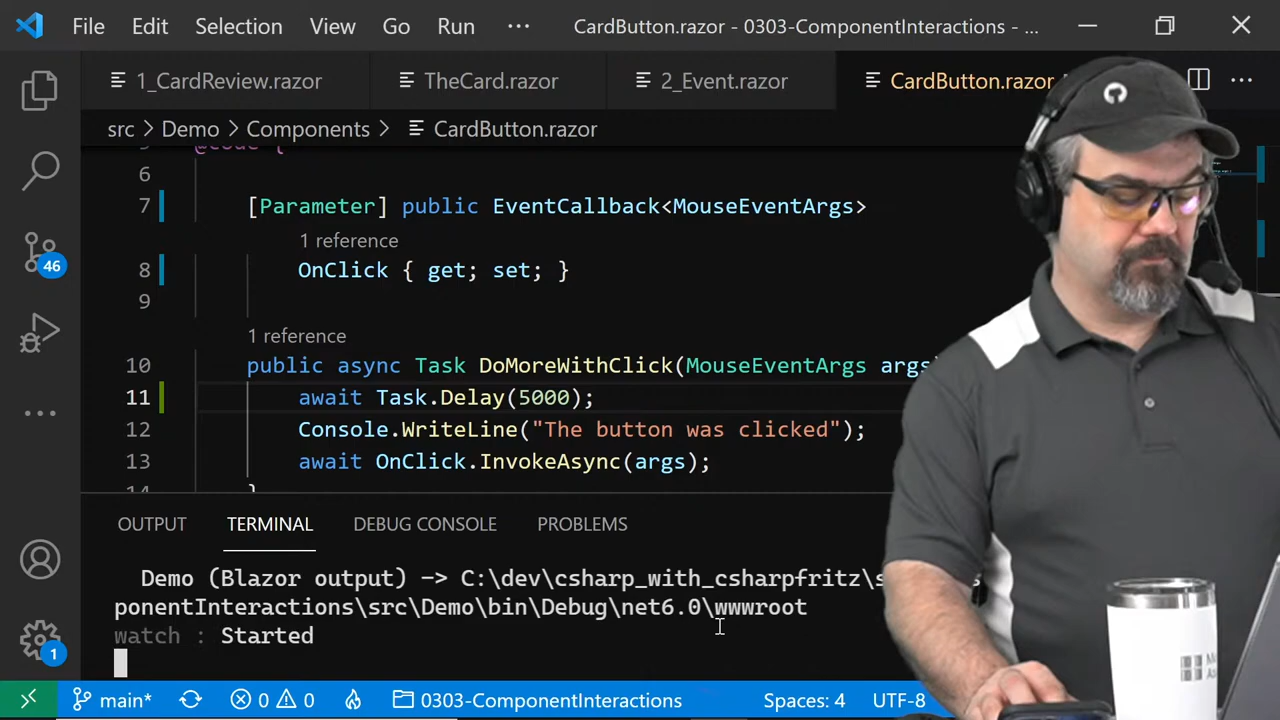 File Edit Selection View Go Run ··· CardButton.razor - 0303-ComponentInteractions - ...
1_CardReview.razor TheCard.razor 2_Event.razor CardButton.razor
src > Demo > Components > CardButton.razor
6
7 [Parameter] public EventCallback<MouseEventArgs>
1 reference
8 OnClick { get; set; }
9
1 reference
10 public async Task DoMoreWithClick(MouseEventArgs args)
11 await Task.Delay(5000);
12 Console.WriteLine("The button was clicked");
13 await OnClick.InvokeAsync(args);
46
OUTPUT TERMINAL DEBUG CONSOLE PROBLEMS
Demo (Blazor output) -> C:\dev\csharp_with_csharpfritz\s
ponentInteractions\src\Demo\bin\Debug\net6.0\wwwroot
watch : Started
1
main* 0 0 0303-ComponentInteractions Spaces: 4 UTF-8